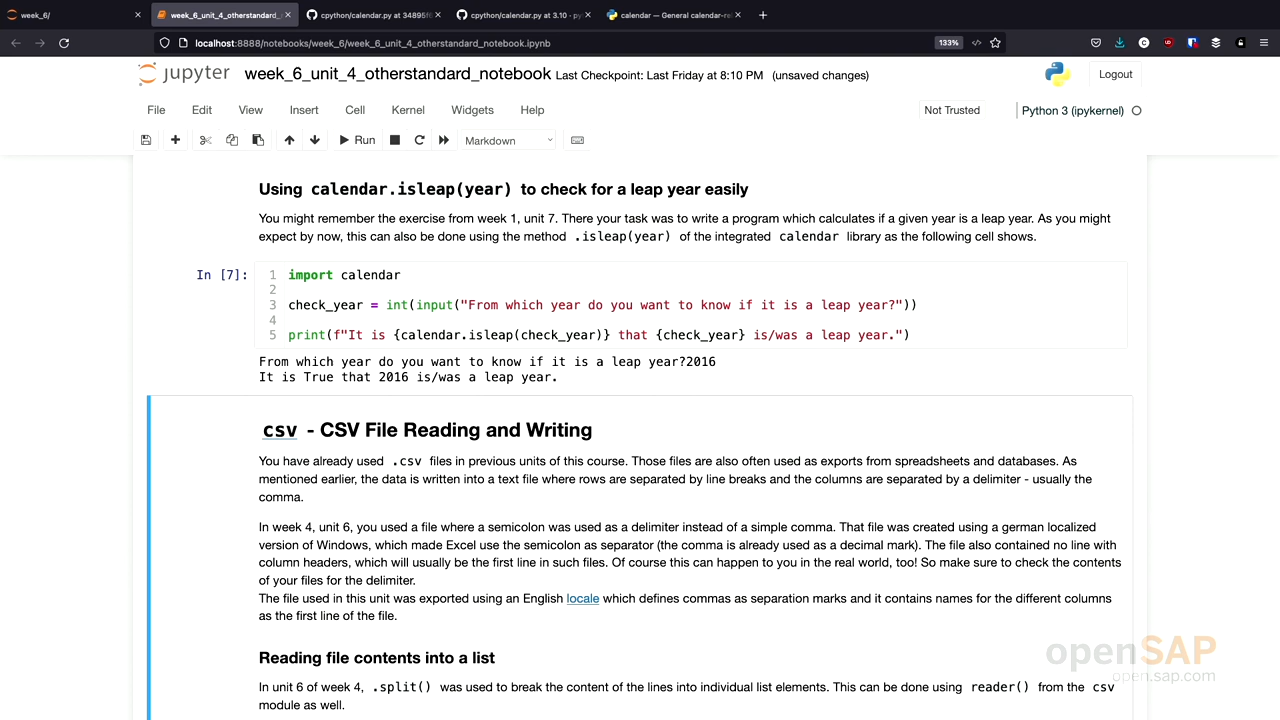 week_6/
week_6_unit_4_otherstandard_
cpython/calendar.py at 34895f
cpython/calendar.py at 3.10 · py
calendar — General calendar-rel
localhost:8888/notebooks/week_6/week_6_unit_4_otherstandard_notebook.ipynb
133%
jupyter
week_6_unit_4_otherstandard_notebook Last Checkpoint: Last Friday at 8:10 PM (unsaved changes)
Logout
File Edit View Insert Cell Kernel Widgets Help
Not Trusted
Python 3 (ipykernel)
Run
Markdown
Using calendar.isleap(year) to check for a leap year easily
You might remember the exercise from week 1, unit 7. There your task was to write a program which calculates if a given year is a leap year. As you might
expect by now, this can also be done using the method .isleap(year) of the integrated calendar library as the following cell shows.
In [7]:
1 import calendar
2
3 check_year = int(input("From which year do you want to know if it is a leap year?"))
4
5 print(f"It is {calendar.isleap(check_year)} that {check_year} is/was a leap year.")
From which year do you want to know if it is a leap year?2016
It is True that 2016 is/was a leap year.
csv - CSV File Reading and Writing
You have already used .csv files in previous units of this course. Those files are also often used as exports from spreadsheets and databases. As
mentioned earlier, the data is written into a text file where rows are separated by line breaks and the columns are separated by a delimiter - usually the
comma.
In week 4, unit 6, you used a file where a semicolon was used as a delimiter instead of a simple comma. That file was created using a german localized
version of Windows, which made Excel use the semicolon as separator (the comma is already used as a decimal mark). The file also contained no line with
column headers, which will usually be the first line in such files. Of course this can happen to you in the real world, too! So make sure to check the contents
of your files for the delimiter.
The file used in this unit was exported using an English locale which defines commas as separation marks and it contains names for the different columns
as the first line of the file.
Reading file contents into a list
In unit 6 of week 4, .split() was used to break the content of the lines into individual list elements. This can be done using reader() from the csv
module as well.
openSAP
open.sap.com